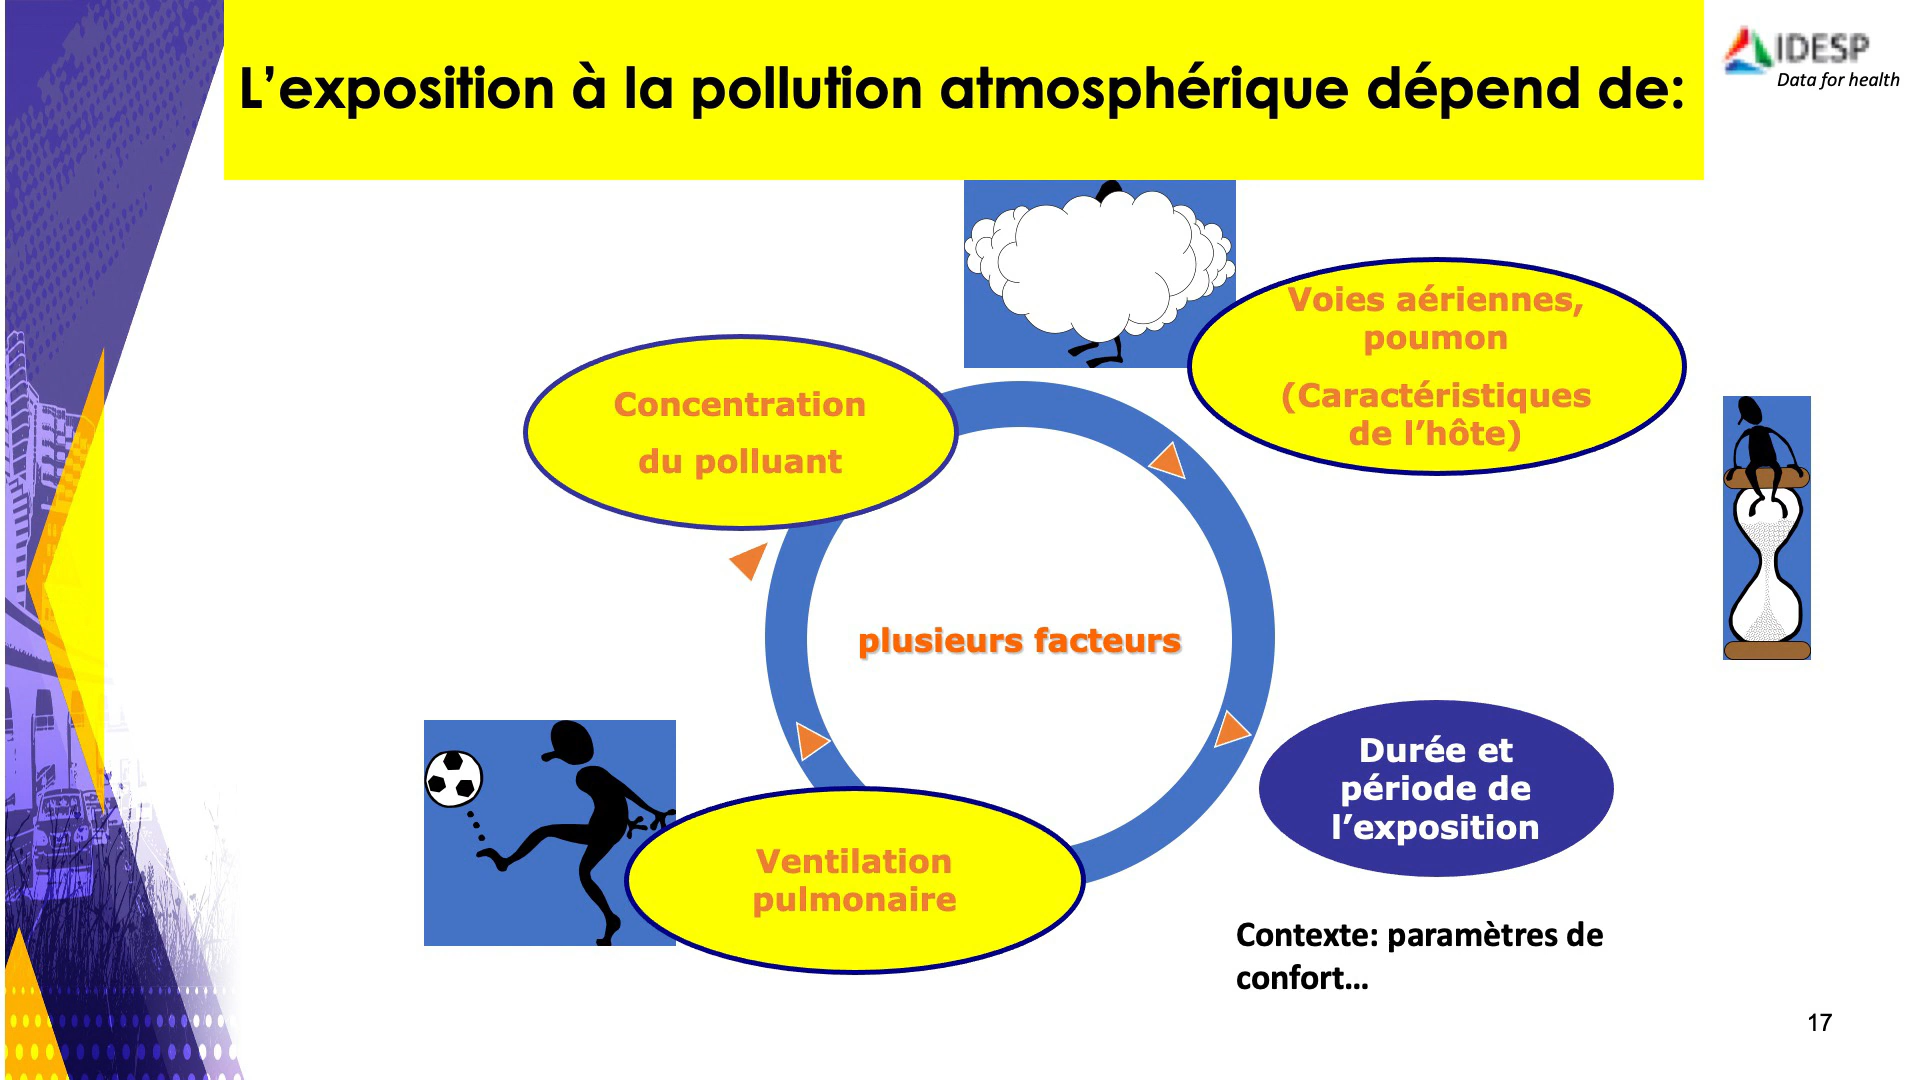 L’exposition à la pollution atmosphérique dépend de:
IDESP
Data for health
Voies aériennes,
poumon
(Caractéristiques
de l’hôte)
Concentration
du polluant
plusieurs facteurs
Durée et
période de
l’exposition
Ventilation
pulmonaire
Contexte: paramètres de
confort…
17